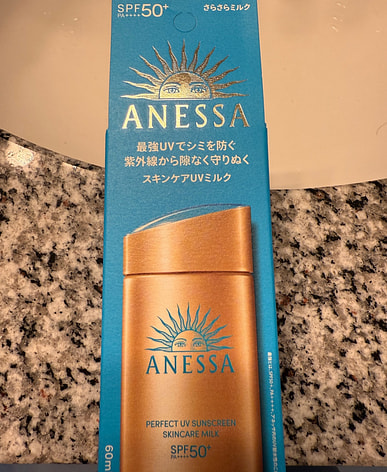 SPF50+
PA++++
さらさらミルク
ANESSA
最強UVでシミを防ぐ
紫外線から隙なく守りぬく
スキンケアUVミルク
ANESSA
PERFECT UV SUNSCREEN
SKINCARE MILK
SPF50+
PA++++
60m